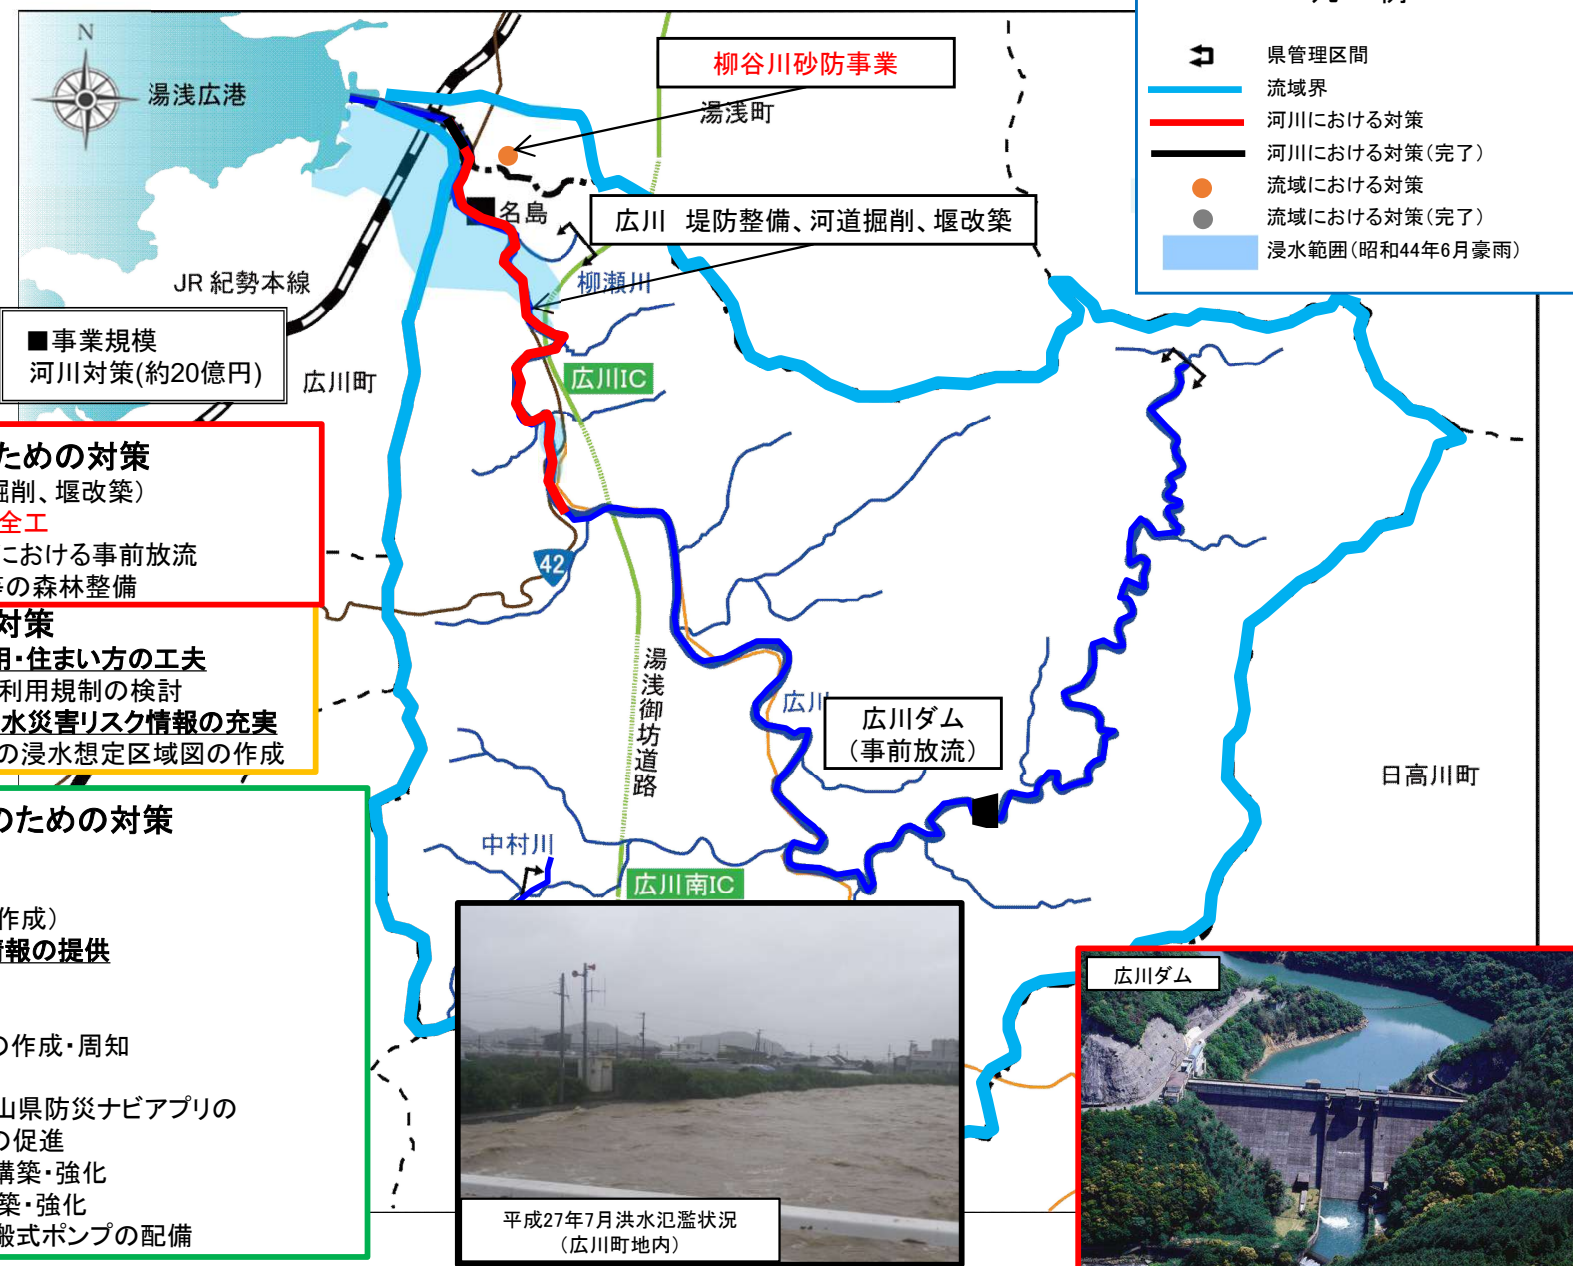 N
湯浅広港
柳谷川砂防事業
湯浅町
県管理区間
流域界
河川における対策
河川における対策(完了)
流域における対策
流域における対策(完了)
浸水範囲(昭和44年6月豪雨)
名島
広川　堤防整備、河道掘削、堰改築
柳瀬川
JR 紀勢本線
■事業規模
河川対策(約20億円)
広川町
広川IC
ための対策
掘削、堰改築）
全工
における事前放流
等の森林整備
42
対策
用・住まい方の工夫
利用規制の検討
水災害リスク情報の充実
の浸水想定区域図の作成
湯浅御坊道路
広川
広川ダム
（事前放流）
日高川町
のための対策
中村川
広川南IC
作成）
情報の提供
の作成・周知
山県防災ナビアプリの
の促進
構築・強化
築・強化
搬式ポンプの配備
平成27年7月洪水氾濫状況
（広川町地内）
広川ダム